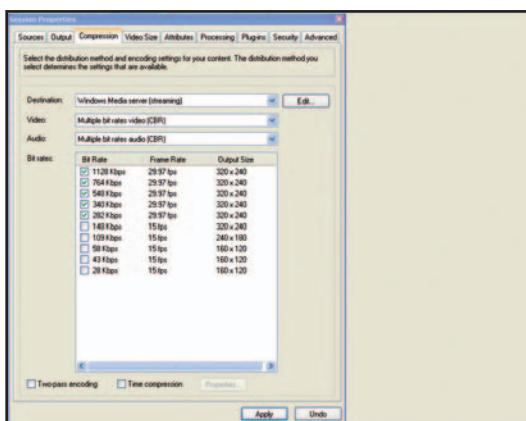 Session Properties
Sources Output Compression Video Size Attributes Processing Plug-ins Security Advanced
Select the distribution method and encoding settings for your content. The distribution method you
select determines the settings that are available.
Destination: Windows Media server (streaming) Edit...
Video: Multiple bit rates video (CBR)
Audio: Multiple bit rates audio (CBR)
Bit rates: Bit Rate Frame Rate Output Size
1128 Kbps 29.97 fps 320 x 240
764 Kbps 29.97 fps 320 x 240
548 Kbps 29.97 fps 320 x 240
340 Kbps 29.97 fps 320 x 240
282 Kbps 29.97 fps 320 x 240
148 Kbps 15 fps 320 x 240
109 Kbps 15 fps 240 x 180
58 Kbps 15 fps 160 x 120
43 Kbps 15 fps 160 x 120
28 Kbps 15 fps 160 x 120
Two-pass encoding Time compression Properties...
Apply Undo